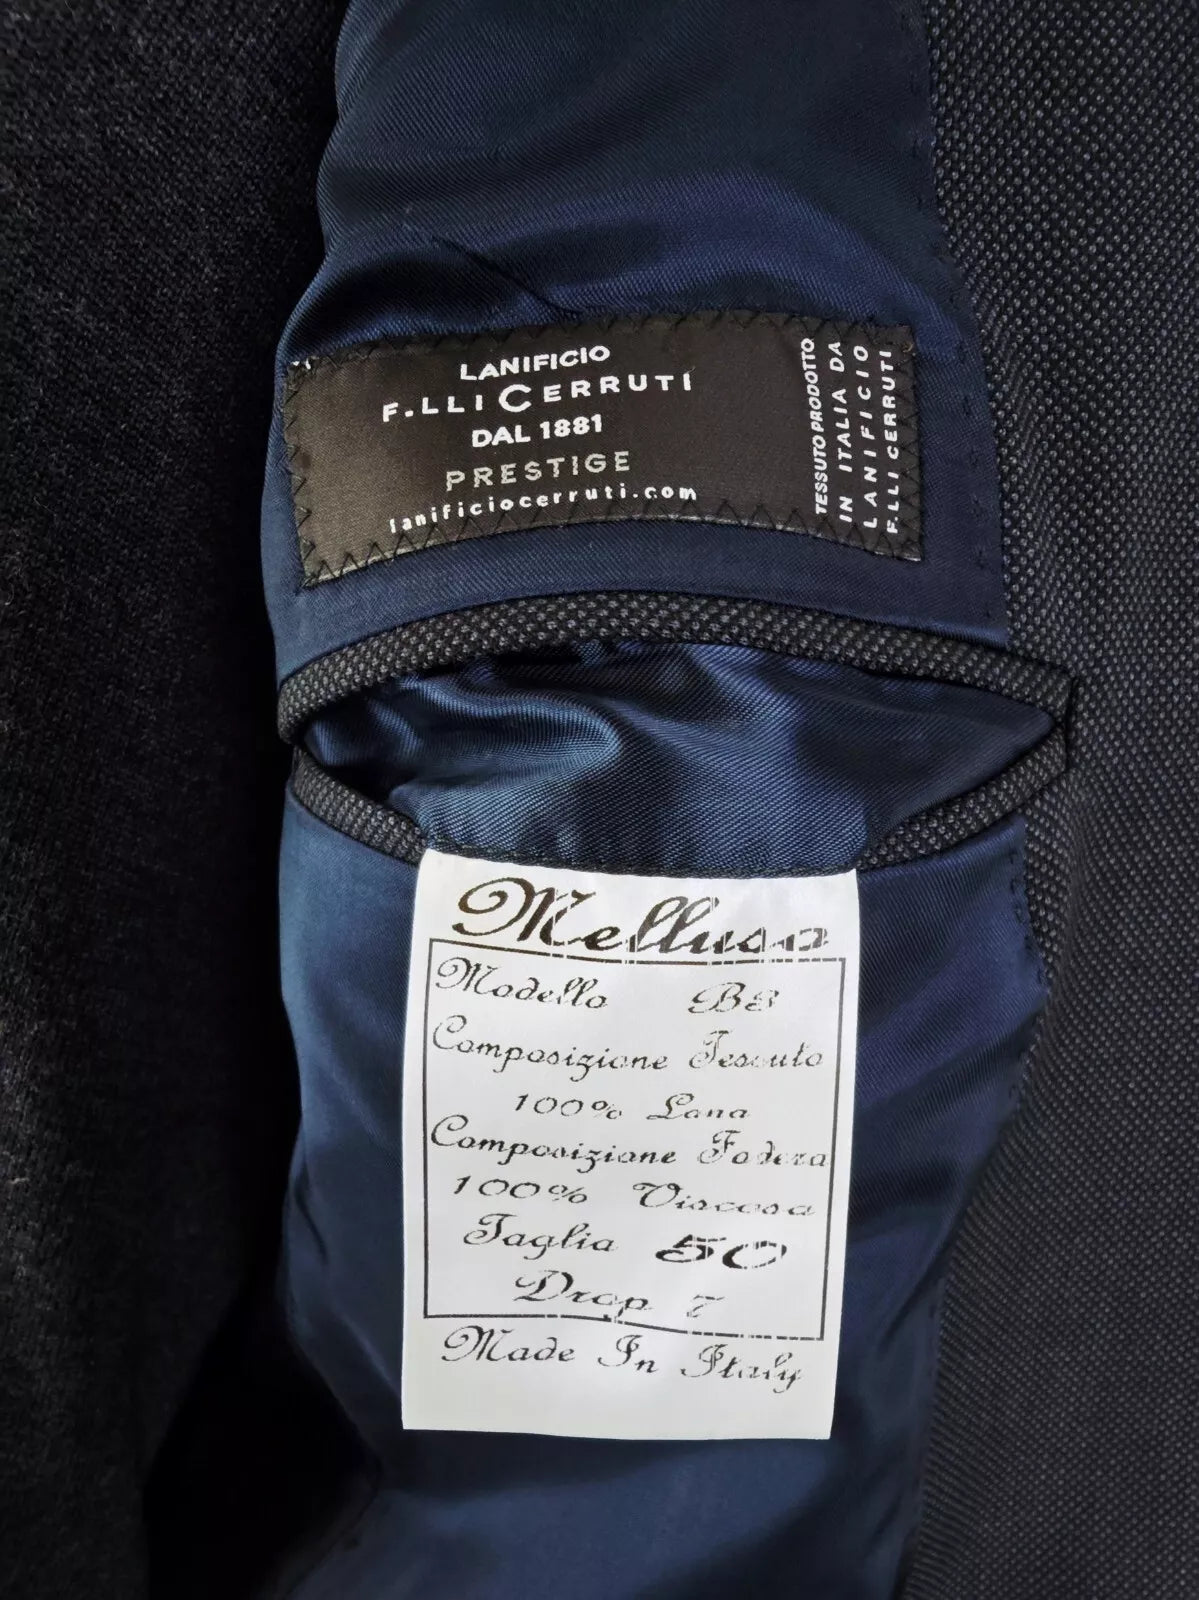 LANIFICIO
F.LLI CERRUTI
DAL 1881
PRESTIGE
lanificiocerruti.com
TESSUTO PRODOTTO
IN ITALIA DA
LANIFICIO
F.LLI CERRUTI
Melluso
Modello B3
Composizione Tessuto
100% Lana
Composizione Fodera
100% Viscosa
Taglia 50
Drop 7
Made In Italy